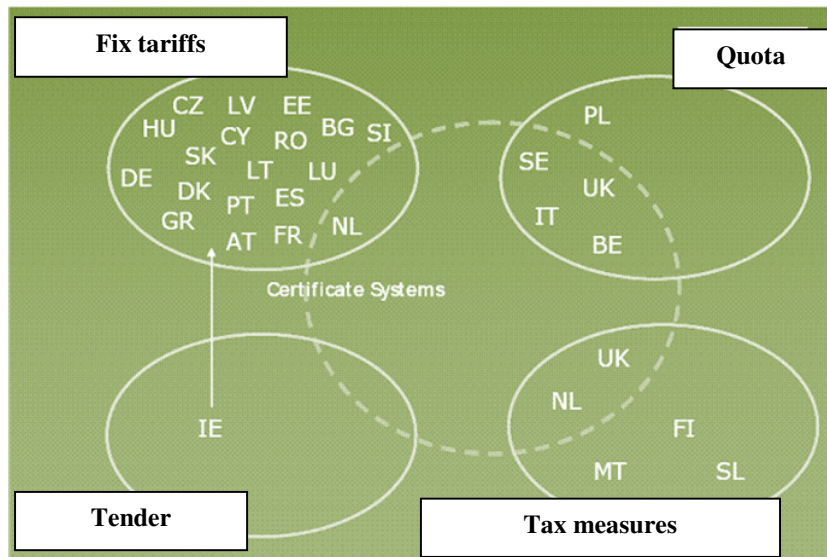 Fix tariffs
Quota
CZ LV EE
HU CY RO BG SI
SK LT LU
DE DK PT ES
GR AT FR NL
PL
SE
UK
IT
BE
Certificate Systems
IE
UK
NL
FI
MT SL
Tender
Tax measures